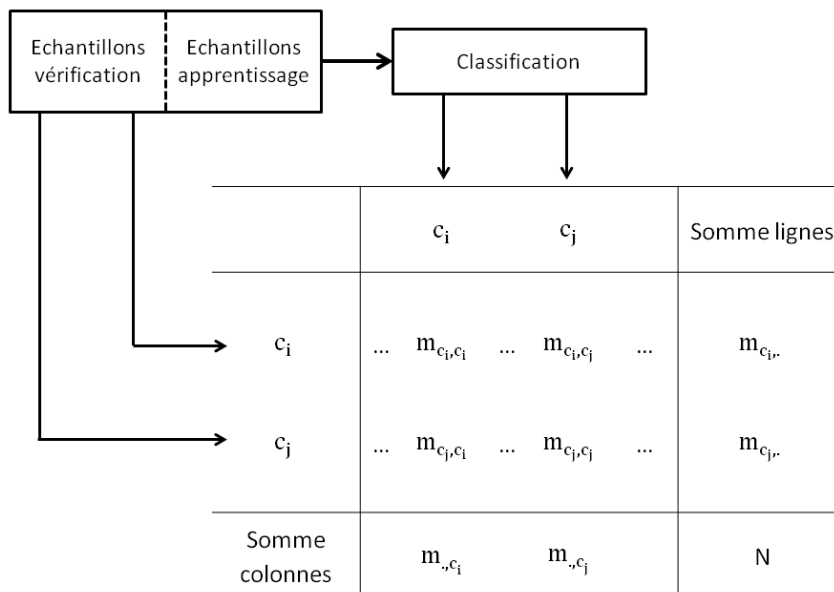 Echantillons vérification
Echantillons apprentissage
Classification
c_i c_j Somme lignes
c_i ... m_{c_i,c_i} ... m_{c_i,c_j} ... m_{c_i,.}
c_j ... m_{c_j,c_i} ... m_{c_j,c_j} ... m_{c_j,.}
Somme colonnes m_{.,c_i} m_{.,c_j} N